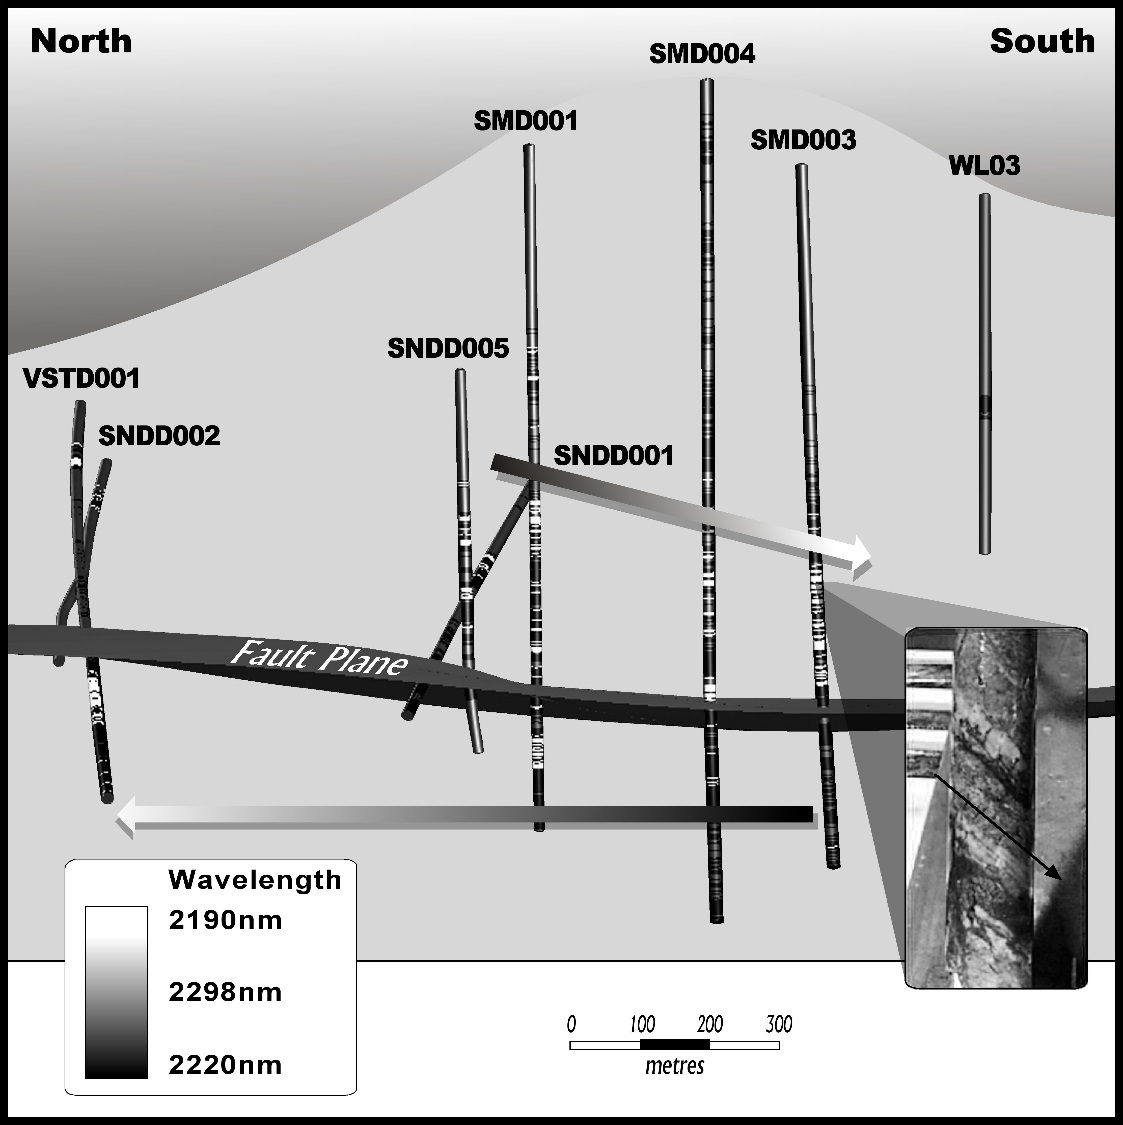 North
South
SMD004
SMD001
SMD003
WL03
SNDD005
VSTD001
SNDD002
SNDD001
Fault Plane
Wavelength
2190nm
2298nm
2220nm
0 100 200 300
metres